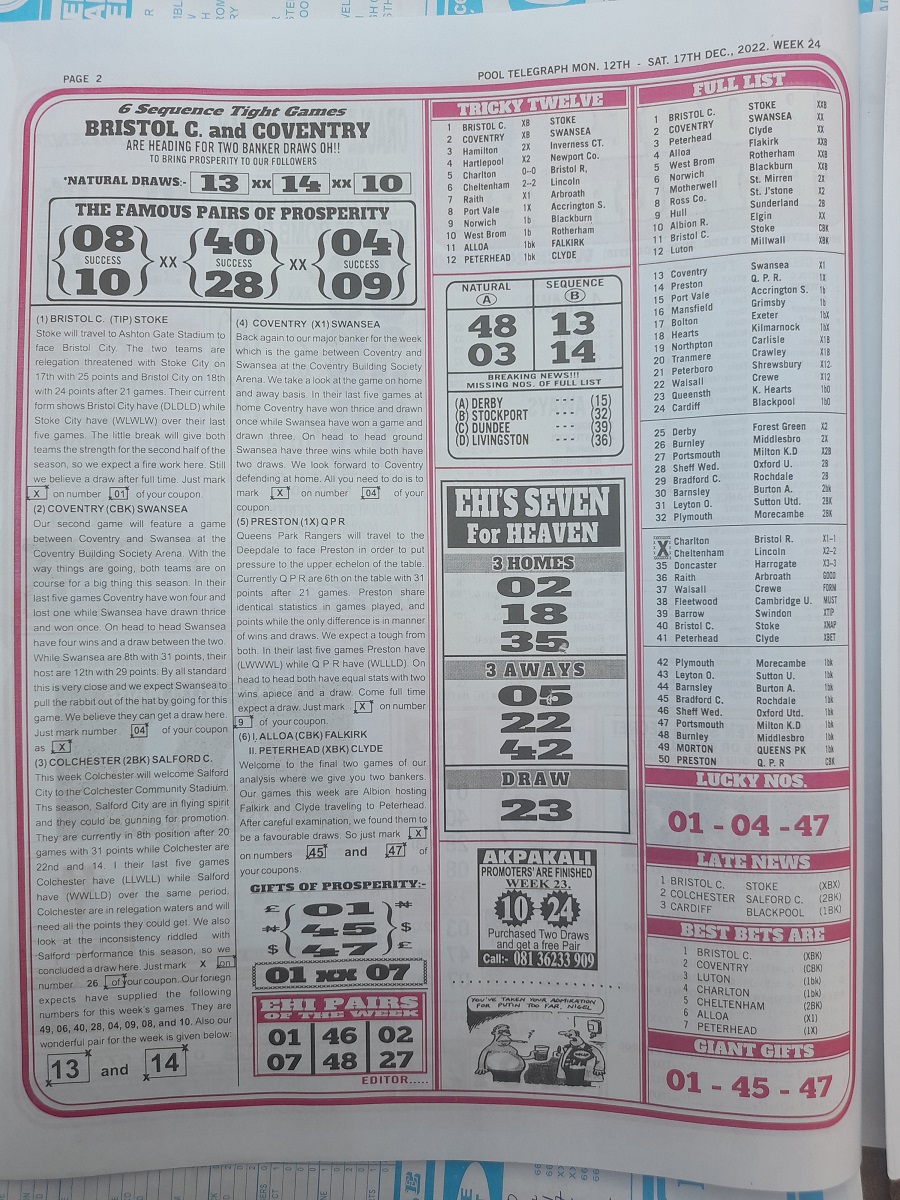 PAGE 2
POOL TELEGRAPH MON. 12TH - SAT. 17TH DEC., 2022. WEEK 24
6 Sequence Tight Games
BRISTOL C. and COVENTRY
ARE HEADING FOR TWO BANKER DRAWS OH!!
TO BRING PROSPERITY TO OUR FOLLOWERS
*NATURAL DRAWS:- 13 xx 14 xx 10
THE FAMOUS PAIRS OF PROSPERITY
08 40 04
SUCCESS XX SUCCESS XX SUCCESS
10 28 09
(1) BRISTOL C. (TIP) STOKE
Stoke will travel to Ashton Gate Stadium to
face Bristol City. The two teams are
relegation threatened with Stoke City on
17th with 25 points and Bristol City on 18th
with 24 points after 21 games. Their current
form shows Bristol City have (DLDLD) while
Stoke City have (WLWLW) over their last
five games. The little break will give both
teams the strength for the second half of the
season, so we expect a fire work here. Still
we believe a draw after full time. Just mark
X on number 01 of your coupon.
(2) COVENTRY (CBK) SWANSEA
Our second game will feature a game
between Coventry and Swansea at the
Coventry Building Society Arena. With the
way things are going, both teams are on
course for a big thing this season. In their
last five games Coventry have won four and
lost one while Swansea have drawn thrice
and won once. On head to head Swansea
have four wins and a draw between the two.
While Swansea are 8th with 31 points, their
host are 12th with 29 points. By all standard
this is very close and we expect Swansea to
pull the rabbit out of the hat by going for this
game. We believe they can get a draw here.
Just mark number 04 of your coupon
as X
(3) COLCHESTER (2BK) SALFORD C.
This week Colchester will welcome Salford
City to the Colchester Community Stadium.
Ths season, Salford City are in flying spirit
and they could be gunning for promotion.
They are currently in 8th position after 20
games with 31 points while Colchester are
22nd and 14. I their last five games
Colchester have (LLWLL) while Salford
have (WWLLD) over the same period.
Colchester are in relegation waters and will
need all the points they could get. We also
look at the inconsistency riddled with
Salford performance this season, so we
concluded a draw here. Just mark X on
number 26 of your coupon. Our foriegn
expects have supplied the following
numbers for this week's games. They are
49, 06, 40, 28, 04, 09, 08, and 10. Also our
wonderful pair for the week is given below:
13 and 14
(4) COVENTRY (X1) SWANSEA
Back again to our major banker for the week
which is the game between Coventry and
Swansea at the Coventry Building Society
Arena. We take a look at the game on home
and away basis. In their last five games at
home Coventry have won thrice and drawn
once while Swansea have won a game and
drawn three. On head to head ground
Swansea have three wins while both have
two draws. We look forward to Coventry
defending at home. All you need to do is to
mark X on number 04 of your
coupon.
(5) PRESTON (1X) Q P R
Queens Park Rangers will travel to the
Deepdale to face Preston in order to put
pressure to the upper echelon of the table.
Currently Q P R are 6th on the table with 31
points after 21 games. Preston share
identical statistics in games played, and
points while the only difference is in manner
of wins and draws. We expect a tough from
both. In their last five games Preston have
(LWWWL) while Q P R have (WLLLD). On
head to head both have equal stats with two
wins apiece and a draw. Come full time
expect a draw. Just mark X on number
9 of your coupon.
(6) I. ALLOA (CBK) FALKIRK
II. PETERHEAD (XBK) CLYDE
Welcome to the final two games of our
analysis where we give you two bankers.
Our games this week are Albion hosting
Falkirk and Clyde traveling to Peterhead.
After careful examination, we found them to
be a favourable draws. So just mark X
on numbers 45 and 47 of
your coupons.
GIFTS OF PROSPERITY:-
£ 01 ₦
₦ 45 $
$ 47 £
01 xx 07
EHI PAIRS
OF THE WEEK
01 46 02
07 48 27
EDITOR.....
TRICKY TWELVE
1 BRISTOL C. XB STOKE
2 COVENTRY XB SWANSEA
3 Hamilton 2X Inverness CT.
4 Hartlepool X2 Newport Co.
5 Charlton 0--0 Bristol R,
6 Cheltenham 2--2 Lincoln
7 Raith X1 Arbroath
8 Port Vale 1X Accrington S.
9 Norwich 1b Blackburn
10 West Brom 1b Rotherham
11 ALLOA 1bk FALKIRK
12 PETERHEAD 1bk CLYDE
NATURAL SEQUENCE
A B
48 13
03 14
BREAKING NEWS!!!
MISSING NOS. OF FULL LIST
(A) DERBY - - - (15)
(B) STOCKPORT - - - (32)
(C) DUNDEE - - - (39)
(D) LIVINGSTON - - - (36)
EHI'S SEVEN
For HEAVEN
3 HOMES
02
18
35
3 AWAYS
05
22
42
DRAW
23
AKPAKALI
PROMOTERS' ARE FINISHED
WEEK 23.
10 24
Purchased Two Draws
and get a free Pair
Call:- 081 36233 909
YOU'VE TAKEN YOUR ADMIRATION
FOR PUTIN TOO FAR, NIGEL
FULL LIST
1 BRISTOL C. STOKE XXB
2 COVENTRY SWANSEA XX
3 Peterhead Clyde XX
4 Alloa Flakirk XXB
5 West Brom Rotherham XXB
6 Norwich Blackburn XXB
7 Motherwell St. Mirren 2X
8 Ross Co. St. J'stone X2
9 Hull Sunderland 2B
10 Albion R. Elgin XX
11 Bristol C. Stoke CBK
12 Luton Millwall XBK
13 Coventry Swansea X1
14 Preston Q. P. R. 1X
15 Port Vale Accrington S. 1b
16 Mansfield Grimsby 1b
17 Bolton Exeter 1bX
18 Hearts Kilmarnock 1bX
19 Northpton Carlisle X1B
20 Tranmere Crawley X1B
21 Peterboro Shrewsbury X12
22 Walsall Crewe X12
23 Queensth K. Hearts 1b0
24 Cardiff Blackpool 1b0
25 Derby Forest Green X2
26 Burnley Middlesbro 2X
27 Portsmouth Milton K.D X2B
28 Sheff Wed. Oxford U. 2B
29 Bradford C. Rochdale 2B
30 Barnsley Burton A. 2bk
31 Leyton O. Sutton Utd. 2BK
32 Plymouth Morecambe 2BK
X Charlton Bristol R. X1--1
Cheltenham Lincoln X2--2
35 Doncaster Harrogate X3--3
36 Raith Arbroath GOOD
37 Walsall Crewe FORM
38 Fleetwood Cambridge U. MUST
39 Barrow Swindon XTIP
40 Bristol C. Stoke XNAP
41 Peterhead Clyde XBET
42 Plymouth Morecambe 1bk
43 Leyton O. Sutton U. 1bk
44 Barnsley Burton A. 1bk
45 Bradford C. Rochdale 1bk
46 Sheff Wed. Oxford Utd. 1bk
47 Portsmouth Milton K.D 1bk
48 Burnley Middlesbro 1bk
49 MORTON QUEENS PK 1bk
50 PRESTON Q. P. R CBK
LUCKY NOS.
01 - 04 - 47
LATE NEWS
1 BRISTOL C. STOKE (XBX)
2 COLCHESTER SALFORD C. (2BK)
3 CARDIFF BLACKPOOL (1BK)
BEST BETS ARE
1 BRISTOL C. (XBK)
2 COVENTRY (CBK)
3 LUTON (1bk)
4 CHARLTON (1bk)
5 CHELTENHAM (2BK)
6 ALLOA (X1)
7 PETERHEAD (1X)
GIANT GIFTS
01 - 45 - 47